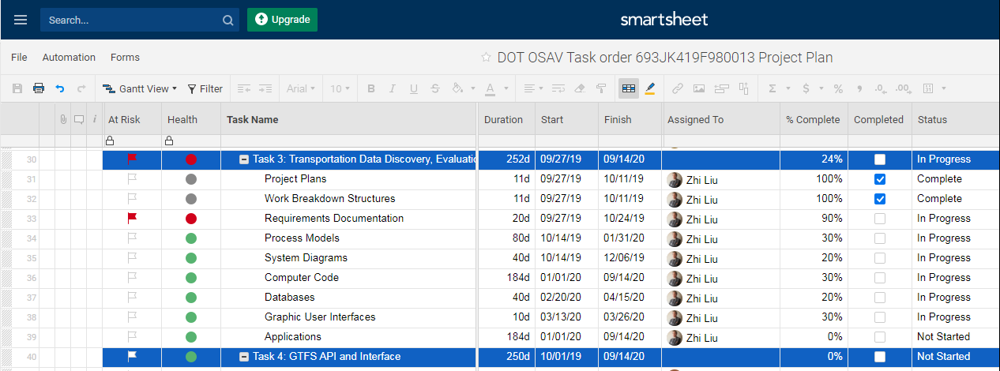 Search...
Upgrade
smartsheet
File Automation Forms
DOT OSAV Task order 693JK419F980013 Project Plan
Gantt View Filter Arial 10 B I U S A Σ $ % , .0 .00
i At Risk Health Task Name Duration Start Finish Assigned To % Complete Completed Status
30 Task 3: Transportation Data Discovery, Evaluatic 252d 09/27/19 09/14/20 24% In Progress
31 Project Plans 11d 09/27/19 10/11/19 Zhi Liu 100% Complete
32 Work Breakdown Structures 11d 09/27/19 10/11/19 Zhi Liu 100% Complete
33 Requirements Documentation 20d 09/27/19 10/24/19 Zhi Liu 90% In Progress
34 Process Models 80d 10/14/19 01/31/20 Zhi Liu 30% In Progress
35 System Diagrams 40d 10/14/19 12/06/19 Zhi Liu 20% In Progress
36 Computer Code 184d 01/01/20 09/14/20 Zhi Liu 30% In Progress
37 Databases 40d 02/20/20 04/15/20 Zhi Liu 20% In Progress
38 Graphic User Interfaces 10d 03/13/20 03/26/20 Zhi Liu 30% In Progress
39 Applications 184d 01/01/20 09/14/20 Zhi Liu 0% Not Started
40 Task 4: GTFS API and Interface 250d 10/01/19 09/14/20 0% Not Started